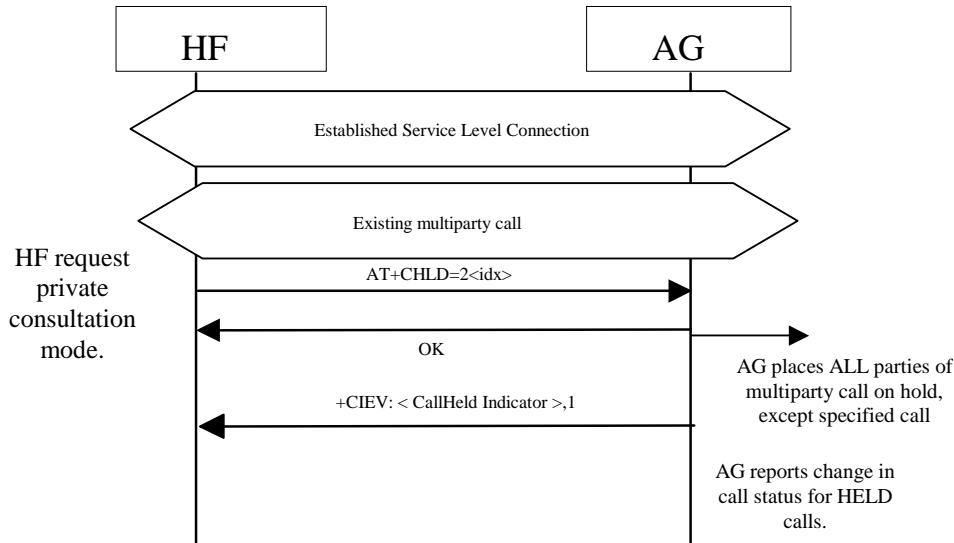 HF
AG
Established Service Level Connection
Existing multiparty call
HF request
private
consultation
mode.
AT+CHLD=2<idx>
OK
AG places ALL parties of
multiparty call on hold,
except specified call
+CIEV: < CallHeld Indicator >,1
AG reports change in
call status for HELD
calls.